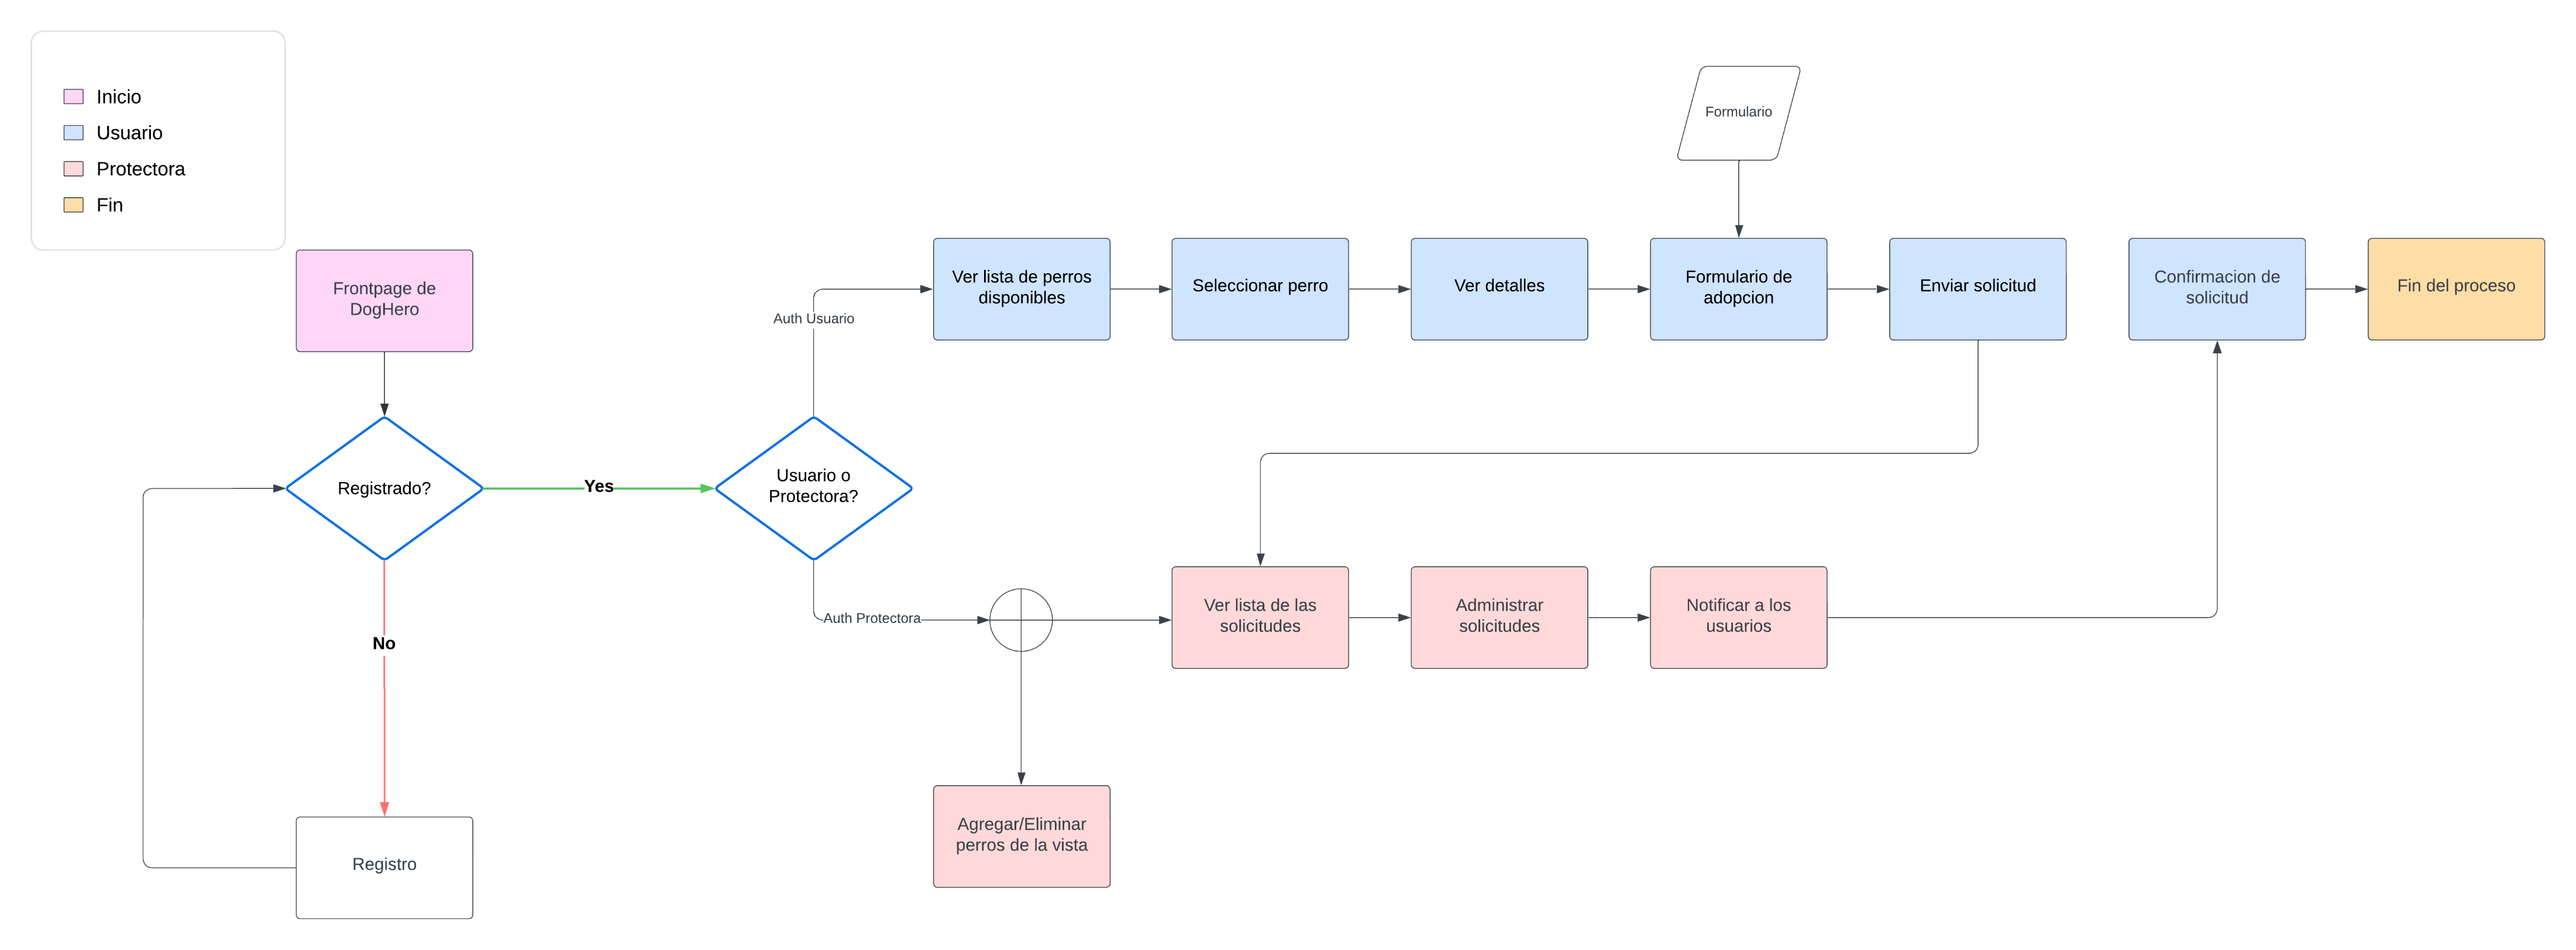 Inicio
Usuario
Protectora
Fin
Formulario
Frontpage de
DogHero
Ver lista de perros
disponibles
Seleccionar perro
Ver detalles
Formulario de
adopcion
Enviar solicitud
Confirmacion de
solicitud
Fin del proceso
Auth Usuario
Registrado?
Yes
Usuario o
Protectora?
Auth Protectora
Ver lista de las
solicitudes
Administrar
solicitudes
Notificar a los
usuarios
No
Agregar/Eliminar
perros de la vista
Registro